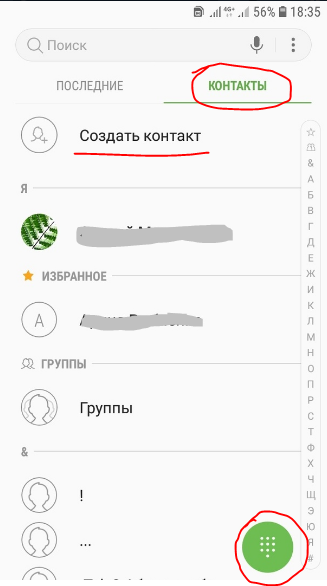 4G+ 56% 18:35
Поиск
ПОСЛЕДНИЕ КОНТАКТЫ
Создать контакт
Я
ИЗБРАННОЕ
А
ГРУППЫ
Группы
&
!
...
&
А
Б
В
Г
Д
Е
Ж
И
К
Л
М
Н
О
П
Р
С
Т
Ф
Х
Ч
Щ
Э
Ю
Я
#